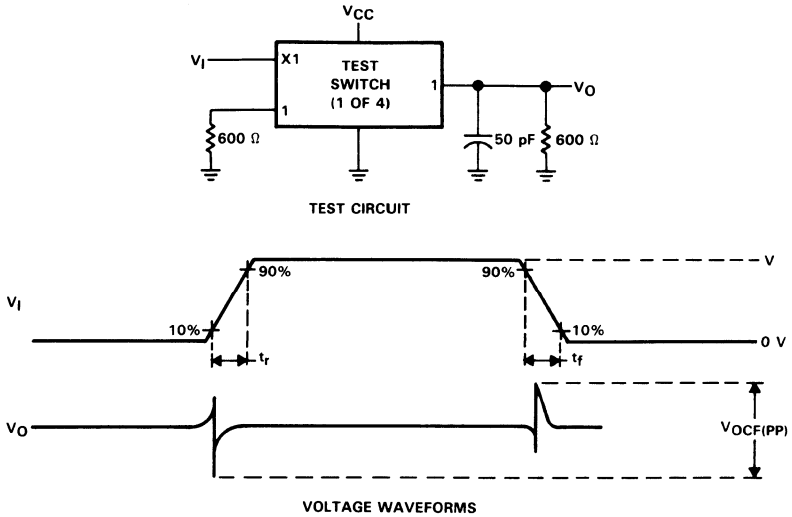 VCC
VI
X1
TEST
SWITCH
(1 OF 4)
1
VO
1
600 Ω
50 pF
600 Ω
TEST CIRCUIT
V
90%
90%
VI
10%
10%
0 V
tr
tf
VO
VOCF(PP)
VOLTAGE WAVEFORMS